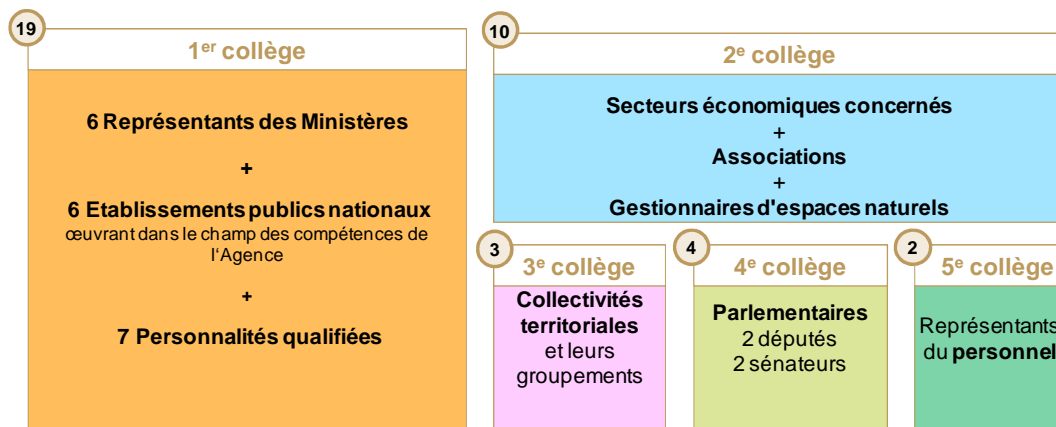 19
1er collège
6 Représentants des Ministères
+
6 Etablissements publics nationaux
œuvrant dans le champ des compétences de
l'Agence
+
7 Personnalités qualifiées
10
2e collège
Secteurs économiques concernés
+
Associations
+
Gestionnaires d'espaces naturels
3
3e collège
Collectivités
territoriales
et leurs
groupements
4
4e collège
Parlementaires
2 députés
2 sénateurs
2
5e collège
Représentants
du personnel